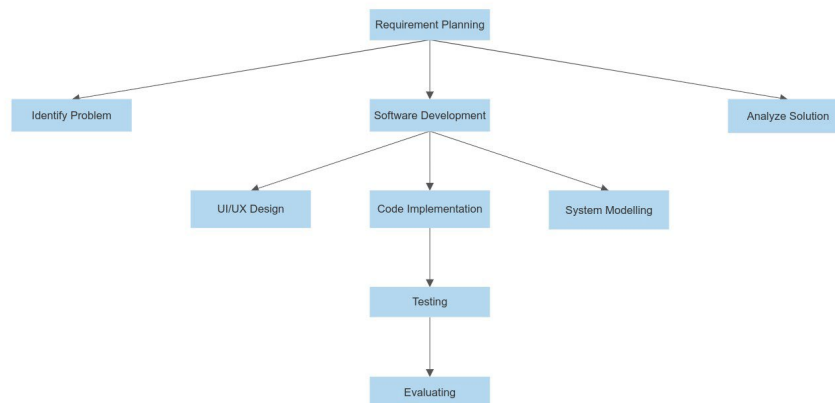 Requirement Planning
Identify Problem
Software Development
Analyze Solution
UI/UX Design
Code Implementation
System Modelling
Testing
Evaluating